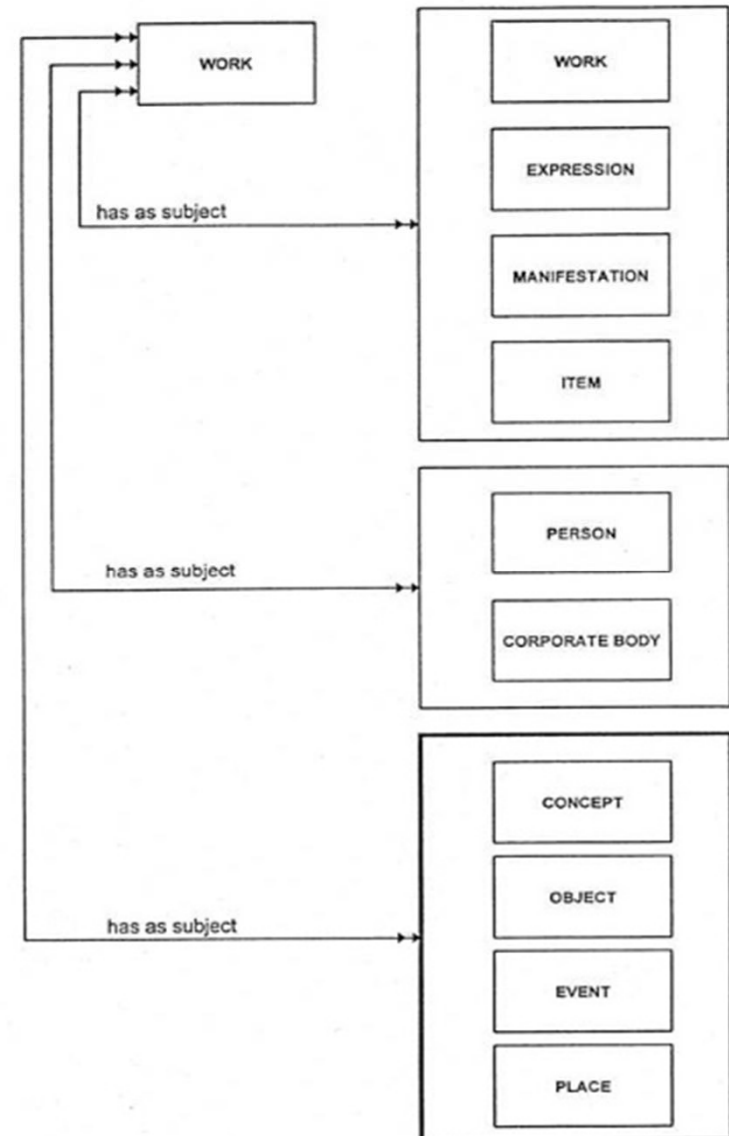 WORK
WORK
EXPRESSION
MANIFESTATION
ITEM
has as subject
PERSON
CORPORATE BODY
has as subject
CONCEPT
OBJECT
EVENT
PLACE
has as subject